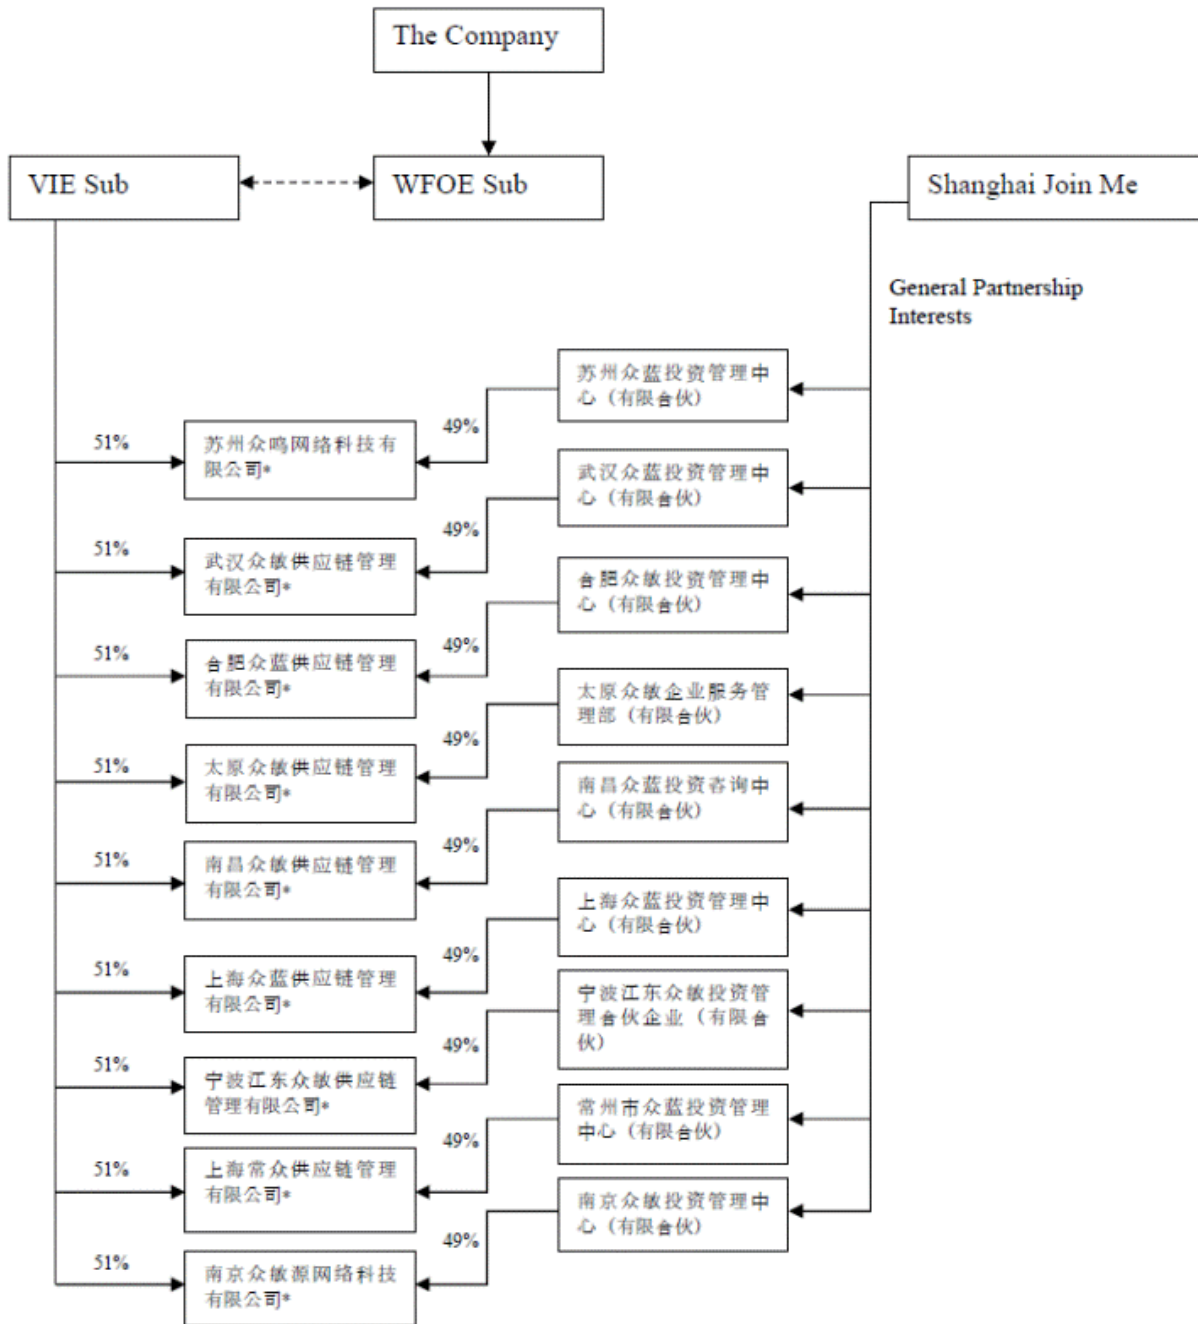 The Company
VIE Sub
WFOE Sub
Shanghai Join Me
General Partnership
Interests
苏州众蓝投资管理中
心（有限合伙）
49%
51%
苏州众鸣网络科技有
限公司*
武汉众蓝投资管理中
心（有限合伙）
49%
51%
武汉众敏供应链管理
有限公司*
合肥众敏投资管理中
心（有限合伙）
49%
51%
合肥众蓝供应链管理
有限公司*
太原众敏企业服务管
理部（有限合伙）
49%
51%
太原众敏供应链管理
有限公司*
南昌众蓝投资咨询中
心（有限合伙）
49%
51%
南昌众敏供应链管理
有限公司*
上海众蓝投资管理中
心（有限合伙）
49%
51%
上海众蓝供应链管理
有限公司*
宁波江东众敏投资管
理合伙企业（有限合
伙）
49%
51%
宁波江东众敏供应链
管理有限公司*
常州市众蓝投资管理
中心（有限合伙）
49%
51%
上海常众供应链管理
有限公司*
南京众敏投资管理中
心（有限合伙）
49%
51%
南京众敏源网络科技
有限公司*